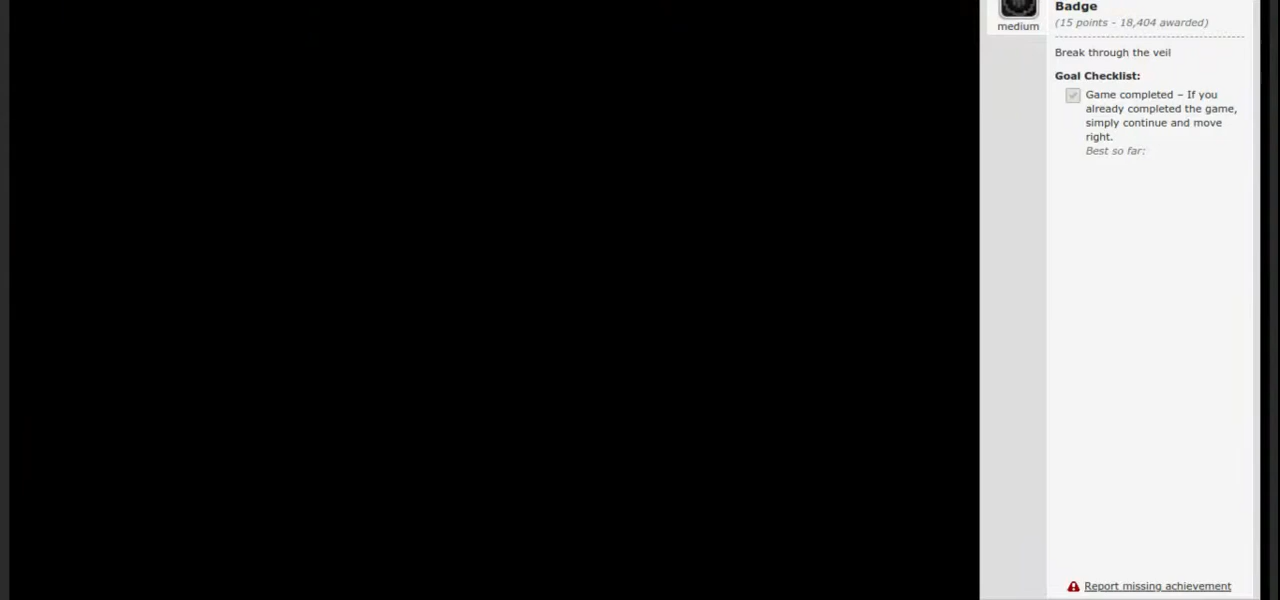 medium
Badge
(15 points - 18,404 awarded)
Break through the veil
Goal Checklist:
Game completed – If you
already completed the game,
simply continue and move
right.
Best so far:
Report missing achievement